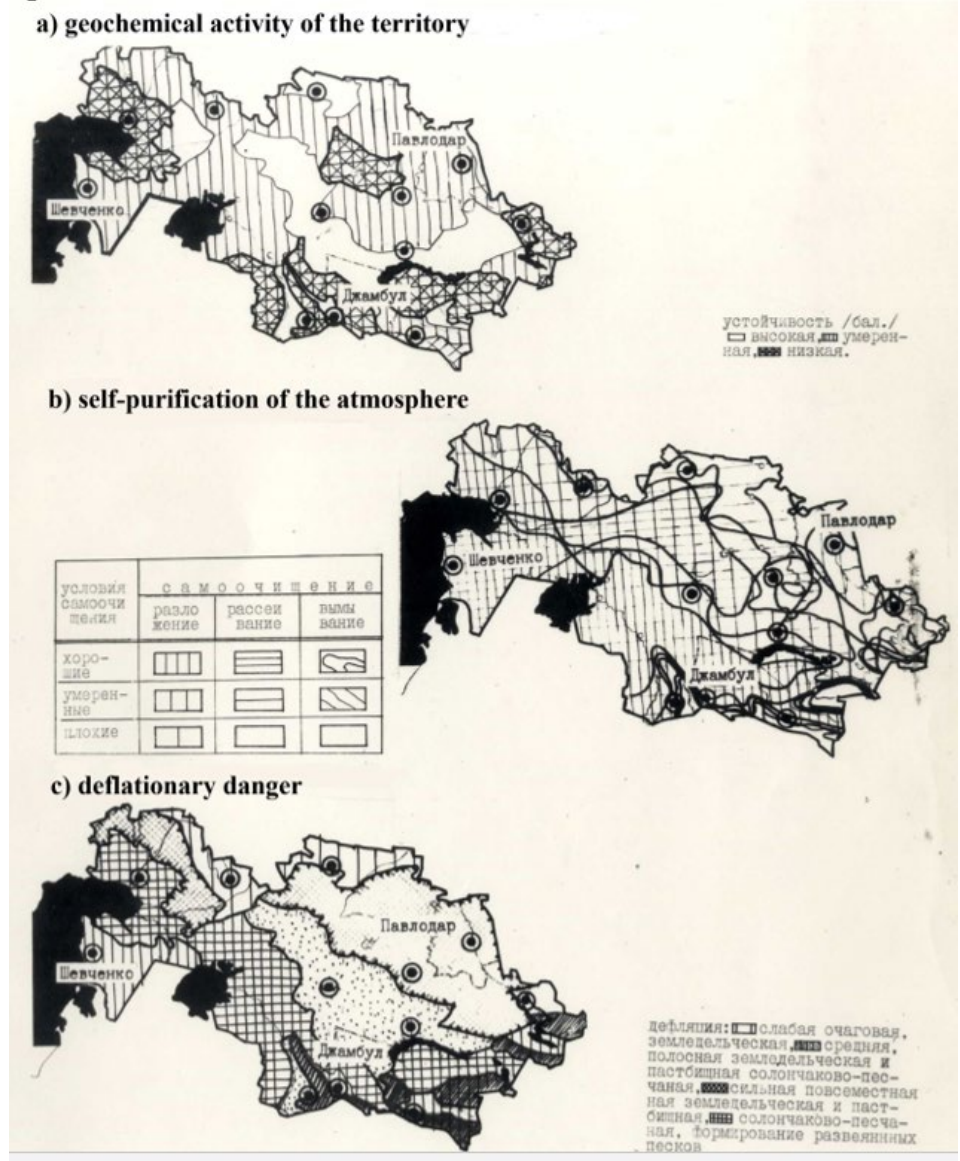 a) geochemical activity of the territory
Павлодар
Шевченко
Джамбул
устойчивость /бал./
высокая, умерен-
ная, низкая.
b) self-purification of the atmosphere
Павлодар
Шевченко
Джамбул
условия
самоочи
щения
самоочищение
разло
жение
рассеи
вание
вымы
вание
хоро-
шие
умерен-
ные
плохие
c) deflationary danger
Павлодар
Шевченко
Джамбул
дефляция: слабая очаговая,
земледельческая, средняя,
полосная земледельческая и
пастбищная солончаково-пес-
чаная, сильная повсеместная
ная земледельческая и паст-
бищная, солончаково-песча-
ная, формирование развеянных
песков